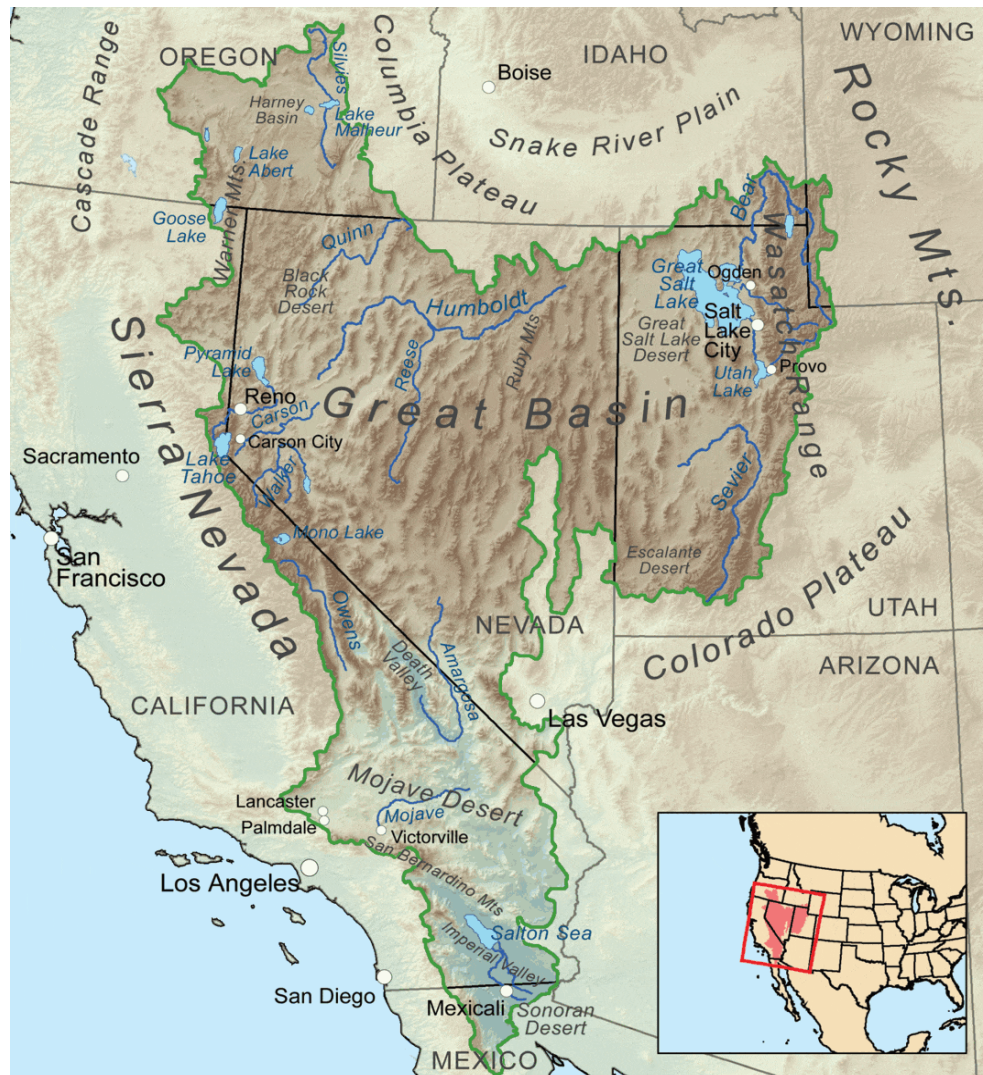 Cascade Range
OREGON
Silvies
Columbia Plateau
IDAHO
WYOMING
Boise
Rocky Mts.
Harney
Basin
Lake
Malheur
Snake River Plain
Lake
Abert
Warner Mts.
Goose
Lake
Quinn
Bear
Wasatch Range
Black
Rock
Desert
Humboldt
Great
Salt
Lake
Ogden
Salt
Lake
City
Great
Salt Lake
Desert
Ruby Mts
Reese
Pyramid
Lake
Utah
Lake
Provo
Sierra Nevada
Reno
Carson
Great Basin
Carson City
Lake
Tahoe
Walker
Sacramento
Sevier
Mono Lake
San
Francisco
Escalante
Desert
Colorado Plateau
Owens
NEVADA
UTAH
Amargosa
Death
Valley
ARIZONA
CALIFORNIA
Las Vegas
Mojave Desert
Lancaster
Palmdale
Mojave
Victorville
San Bernardino Mts
Los Angeles
Salton Sea
Imperial Valley
San Diego
Mexicali
Sonoran
Desert
MEXICO